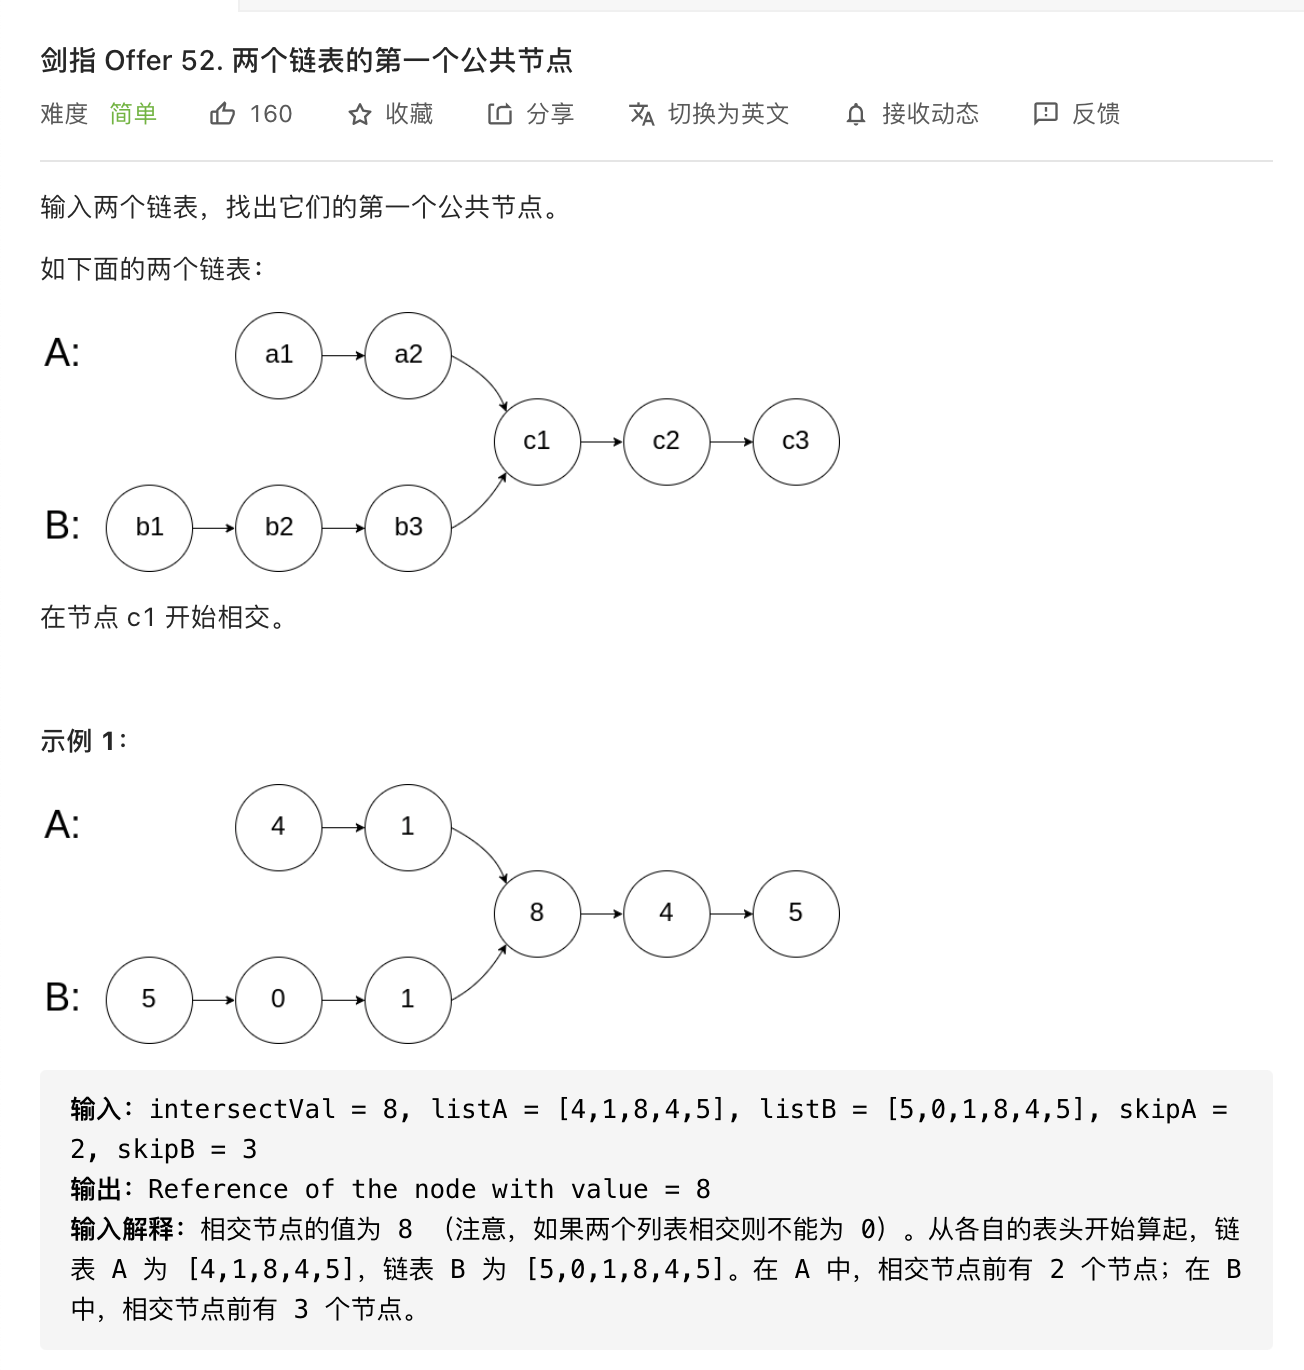 剑指 Offer 52. 两个链表的第一个公共节点
难度 简单 160 收藏 分享 切换为英文 接收动态 反馈
输入两个链表，找出它们的第一个公共节点。
如下面的两个链表：
A: a1 a2
c1 c2 c3
B: b1 b2 b3
在节点 c1 开始相交。
示例 1：
A: 4 1
8 4 5
B: 5 0 1
输入：intersectVal = 8, listA = [4,1,8,4,5], listB = [5,0,1,8,4,5], skipA =
2, skipB = 3
输出：Reference of the node with value = 8
输入解释：相交节点的值为 8 （注意，如果两个列表相交则不能为 0）。从各自的表头开始算起，链
表 A 为 [4,1,8,4,5]，链表 B 为 [5,0,1,8,4,5]。在 A 中，相交节点前有 2 个节点；在 B
中，相交节点前有 3 个节点。